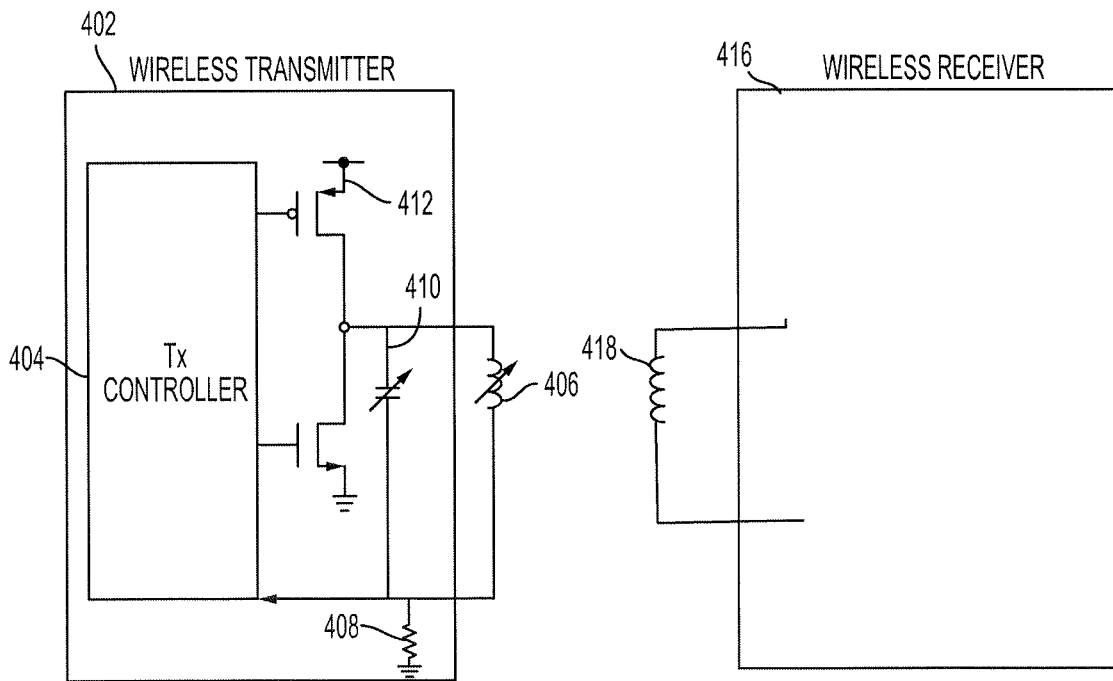 402
WIRELESS TRANSMITTER
416
WIRELESS RECEIVER
412
410
404
Tx
CONTROLLER
406
418
408